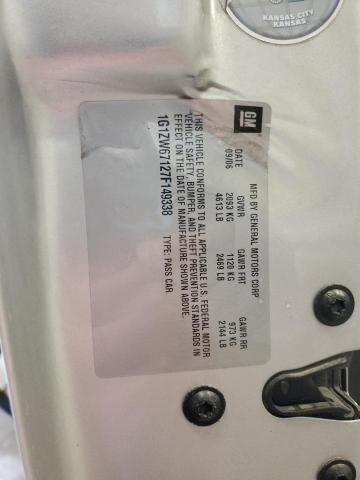 KANSAS CITY
KANSAS
GM
MFD BY GENERAL MOTORS CORP
DATE GVWR GAWR FRT GAWR RR
09/06 2093 KG 1120 KG 973 KG
4613 LB 2469 LB 2144 LB
THIS VEHICLE CONFORMS TO ALL APPLICABLE U.S. FEDERAL MOTOR
VEHICLE SAFETY, BUMPER, AND THEFT PREVENTION STANDARDS IN
EFFECT ON THE DATE OF MANUFACTURE SHOWN ABOVE.
1G1ZW67127F149338 TYPE: PASS CAR